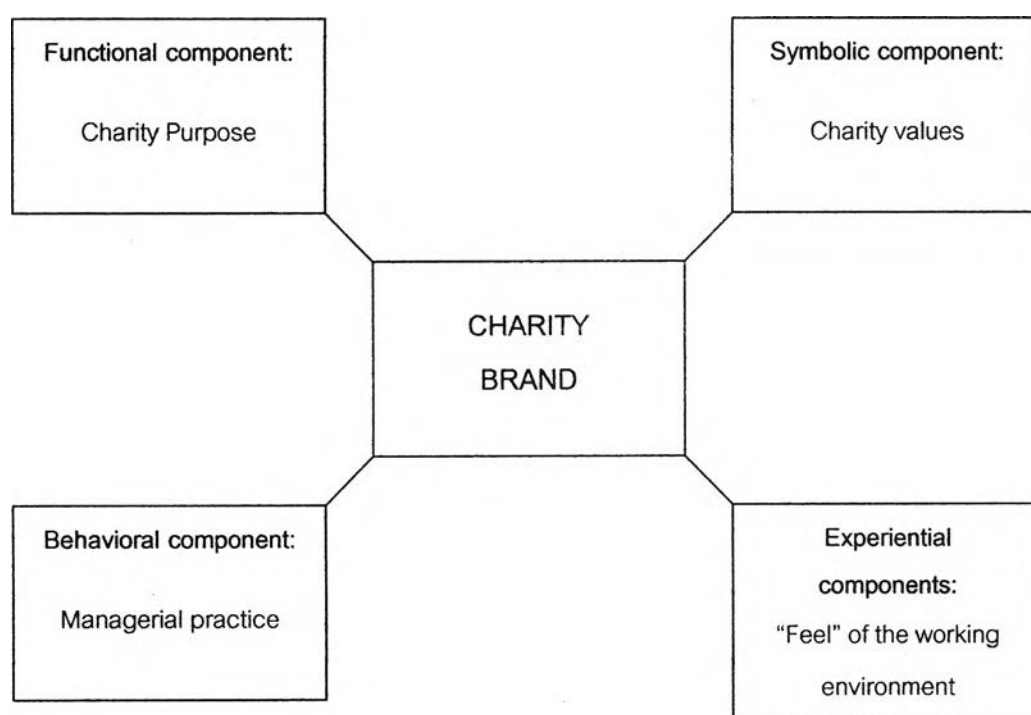 Functional component:
Charity Purpose
Symbolic component:
Charity values
CHARITY
BRAND
Behavioral component:
Managerial practice
Experiential
components:
“Feel” of the working
environment